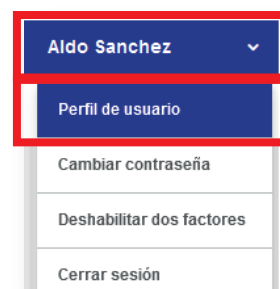 Aldo Sanchez
Perfil de usuario
Cambiar contraseña
Deshabilitar dos factores
Cerrar sesión